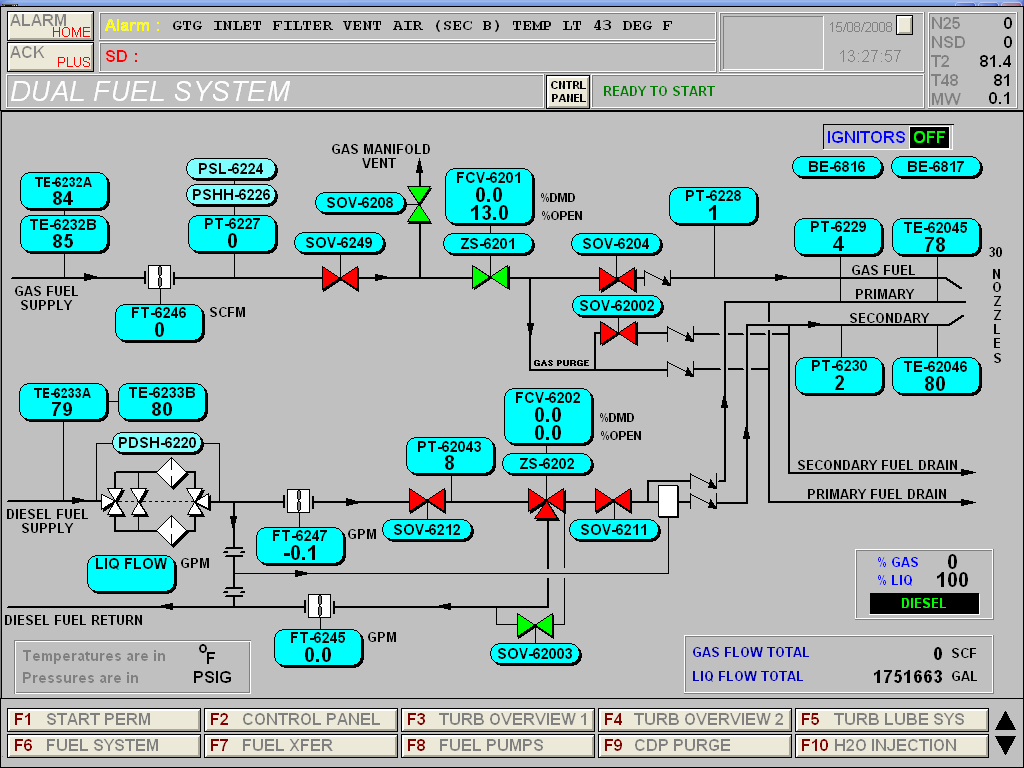 ALARM HOME
Alarm : GTG INLET FILTER VENT AIR (SEC B) TEMP LT 43 DEG F
15/08/2008
N25 0
ACK PLUS
SD :
13:27:57
NSD 0
T2 81.4
T48 81
MW 0.1
DUAL FUEL SYSTEM
CNTRL PANEL
READY TO START
IGNITORS OFF
BE-6816 BE-6817
GAS MANIFOLD
VENT
PSL-6224
PSHH-6226
PT-6227
0
TE-6232A
84
TE-6232B
85
SOV-6208
FCV-6201
0.0 %DMD
13.0 %OPEN
ZS-6201
PT-6228
1
SOV-6249
SOV-6204
PT-6229
4
TE-62045
78
30
NOZZLES
GAS FUEL
SUPPLY
FT-6246
0
SCFM
SOV-62002
GAS FUEL
PRIMARY
SECONDARY
GAS PURGE
PT-6230
2
TE-62046
80
TE-6233A
79
TE-6233B
80
FCV-6202
0.0 %DMD
0.0 %OPEN
ZS-6202
PDSH-6220
PT-62043
8
SECONDARY FUEL DRAIN
PRIMARY FUEL DRAIN
DIESEL FUEL
SUPPLY
FT-6247
-0.1
GPM
SOV-6212
SOV-6211
LIQ FLOW
GPM
% GAS 0
% LIQ 100
DIESEL
DIESEL FUEL RETURN
FT-6245
0.0
GPM
SOV-62003
Temperatures are in °F
Pressures are in PSIG
GAS FLOW TOTAL 0 SCF
LIQ FLOW TOTAL 1751663 GAL
F1 START PERM
F2 CONTROL PANEL
F3 TURB OVERVIEW 1
F4 TURB OVERVIEW 2
F5 TURB LUBE SYS
F6 FUEL SYSTEM
F7 FUEL XFER
F8 FUEL PUMPS
F9 CDP PURGE
F10 H2O INJECTION